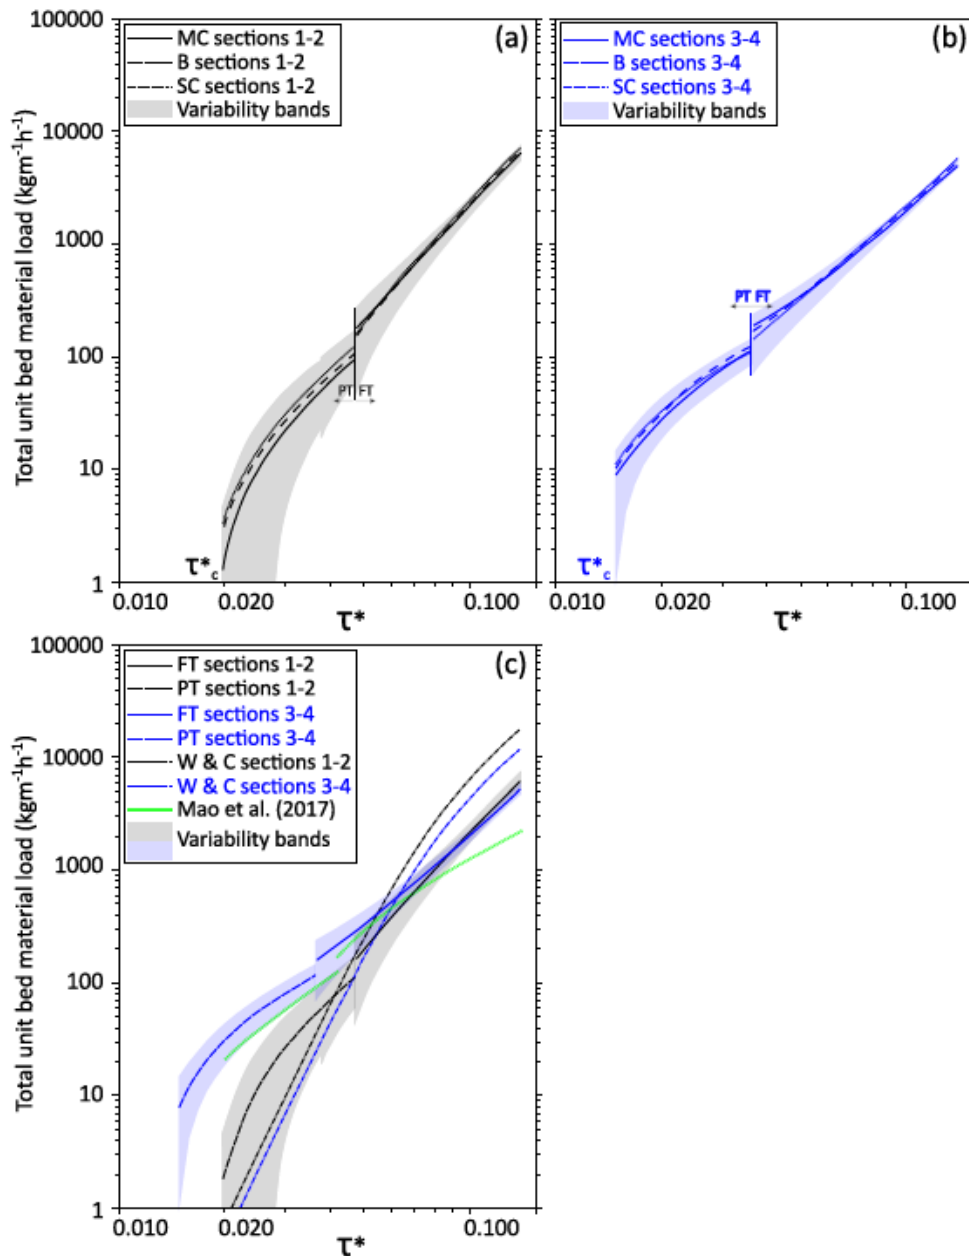 100000
10000
1000
100
10
1
Total unit bed material load (kgm-1h-1)
MC sections 1-2
B sections 1-2
SC sections 1-2
Variability bands
(a)
PT FT
τ*c
0.010
0.020
0.100
τ*
MC sections 3-4
B sections 3-4
SC sections 3-4
Variability bands
(b)
PT FT
τ*c
0.010
0.020
0.100
τ*
100000
10000
1000
100
10
1
Total unit bed material load (kgm-1h-1)
FT sections 1-2
PT sections 1-2
FT sections 3-4
PT sections 3-4
W & C sections 1-2
W & C sections 3-4
Mao et al. (2017)
Variability bands
(c)
0.010
0.020
0.100
τ*